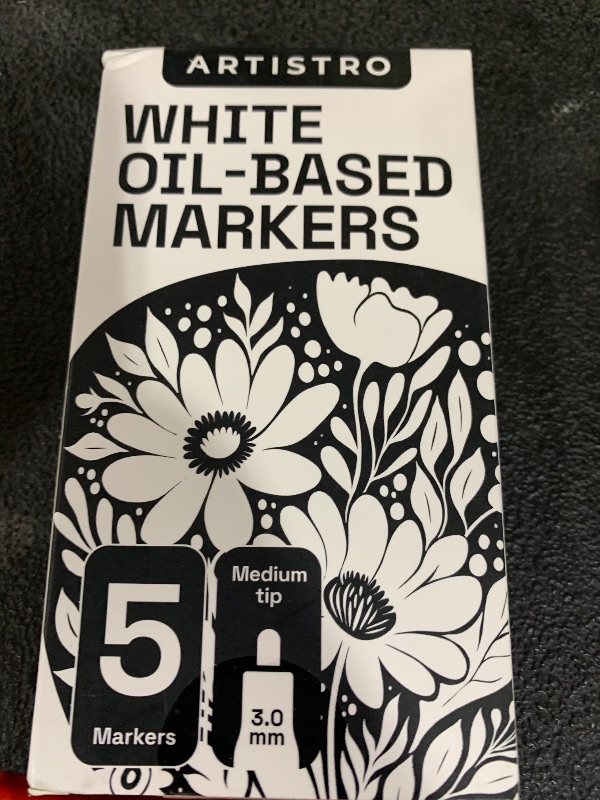 ARTISTRO
WHITE
OIL-BASED
MARKERS
5
Markers
Medium
tip
3.0
mm